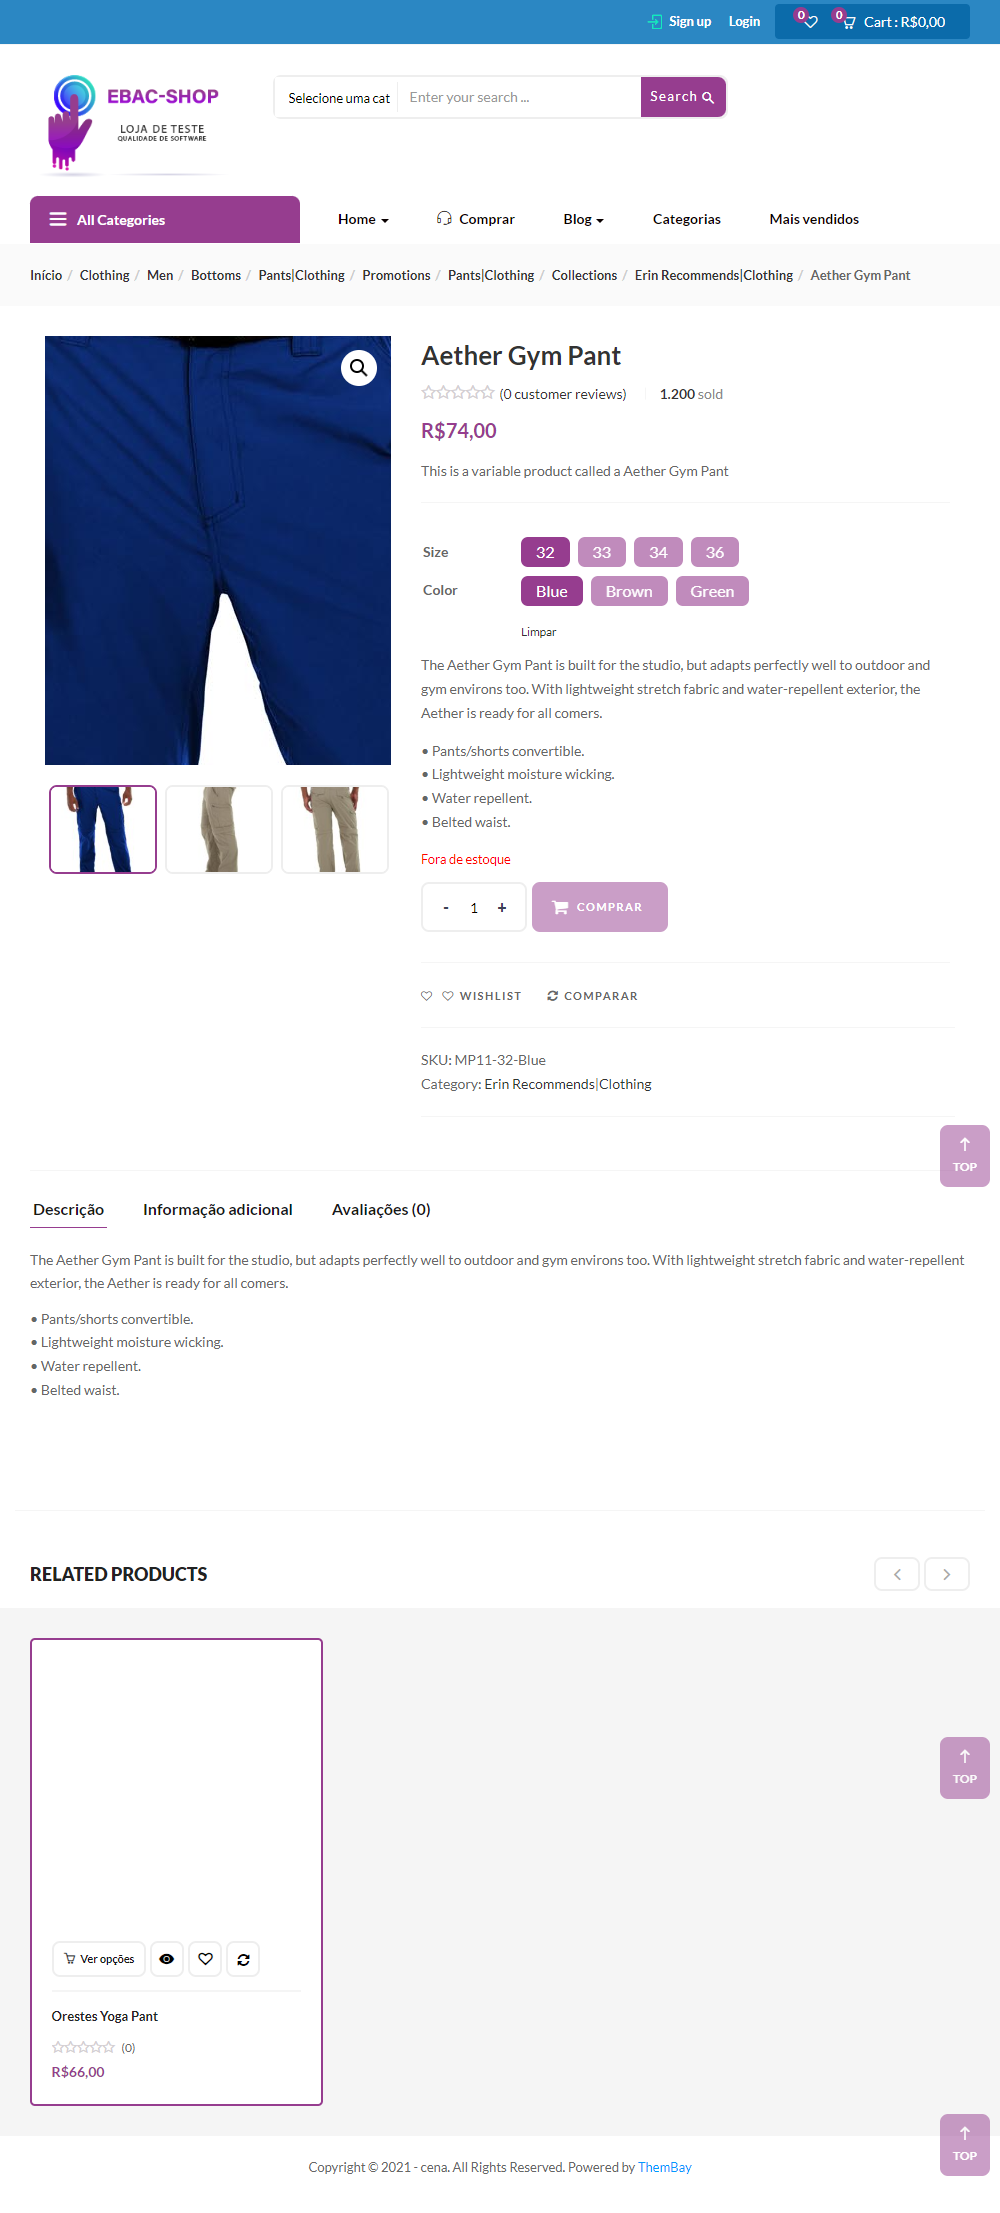 Sign up Login 0 0 Cart : R$0,00
EBAC-SHOP
LOJA DE TESTE
QUALIDADE DE SOFTWARE
Selecione uma cat Enter your search ... Search
All Categories Home Comprar Blog Categorias Mais vendidos
Início / Clothing / Men / Bottoms / Pants|Clothing / Promotions / Pants|Clothing / Collections / Erin Recommends|Clothing / Aether Gym Pant
Aether Gym Pant
(0 customer reviews) 1.200 sold
R$74,00
This is a variable product called a Aether Gym Pant
Size 32 33 34 36
Color Blue Brown Green
Limpar
The Aether Gym Pant is built for the studio, but adapts perfectly well to outdoor and
gym environs too. With lightweight stretch fabric and water-repellent exterior, the
Aether is ready for all comers.
• Pants/shorts convertible.
• Lightweight moisture wicking.
• Water repellent.
• Belted waist.
Fora de estoque
- 1 + COMPRAR
WISHLIST COMPARAR
SKU: MP11-32-Blue
Category: Erin Recommends|Clothing
TOP
Descrição Informação adicional Avaliações (0)
The Aether Gym Pant is built for the studio, but adapts perfectly well to outdoor and gym environs too. With lightweight stretch fabric and water-repellent
exterior, the Aether is ready for all comers.
• Pants/shorts convertible.
• Lightweight moisture wicking.
• Water repellent.
• Belted waist.
RELATED PRODUCTS
TOP
Ver opções
Orestes Yoga Pant
(0)
R$66,00
TOP
Copyright © 2021 - cena. All Rights Reserved. Powered by ThemBay